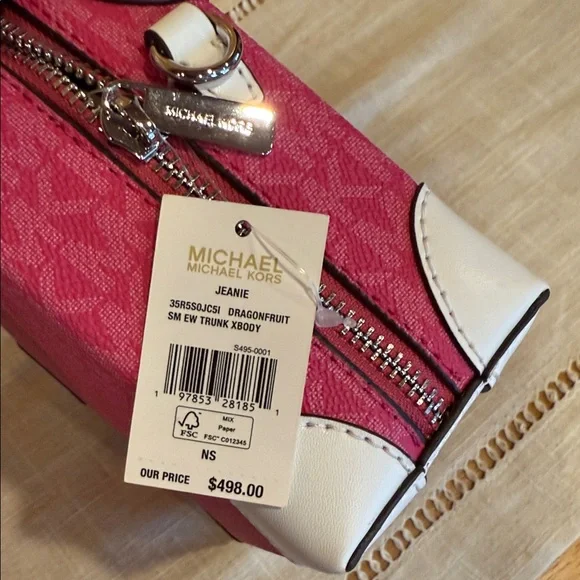 MICHAEL KORS
MICHAEL
MICHAEL KORS
JEANIE
35R5S0JC5I DRAGONFRUIT
SM EW TRUNK XBODY
S495-0001
1 97853 28185 1
FSC
MIX
Paper
FSC® C012345
NS
OUR PRICE $498.00